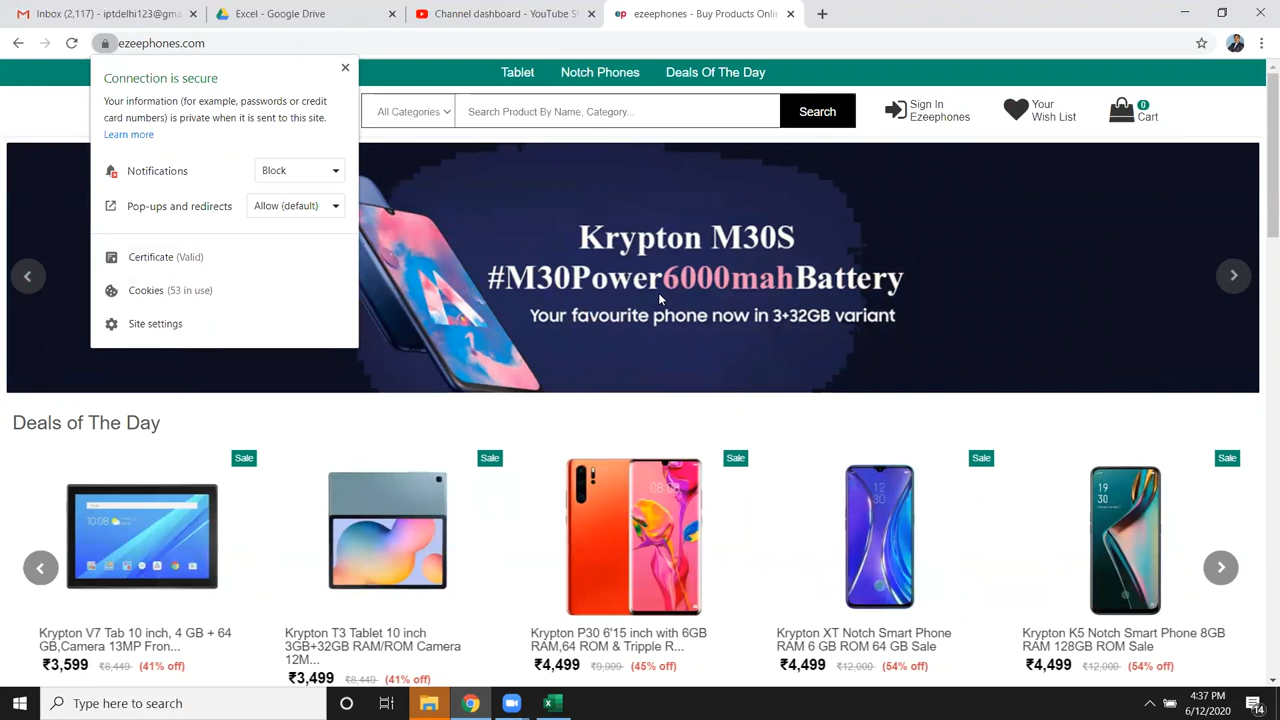 Inbox (2,117) - iptdelhi123@gma
Excel - Google Drive
Channel dashboard - YouTube St
ep ezeephones - Buy Products Onlin
ezeephones.com
Connection is secure
Your information (for example, passwords or credit
card numbers) is private when it is sent to this site.
Learn more
Notifications Block
Pop-ups and redirects Allow (default)
Certificate (Valid)
Cookies (53 in use)
Site settings
Tablet Notch Phones Deals Of The Day
All Categories Search Product By Name, Category... Search
Sign In
Ezeephones
Your
Wish List
0
Cart
Krypton M30S
#M30Power6000mahBattery
Your favourite phone now in 3+32GB variant
Deals of The Day
Sale Sale Sale Sale Sale
Krypton V7 Tab 10 inch, 4 GB + 64
GB,Camera 13MP Fron...
₹3,599 ₹8,449 (41% off)
Krypton T3 Tablet 10 inch
3GB+32GB RAM/ROM Camera
12M...
₹3,499 ₹8,449 (41% off)
Krypton P30 6'15 inch with 6GB
RAM,64 ROM & Tripple R...
₹4,499 ₹9,999 (45% off)
Krypton XT Notch Smart Phone
RAM 6 GB ROM 64 GB Sale
₹4,499 ₹12,000 (54% off)
Krypton K5 Notch Smart Phone 8GB
RAM 128GB ROM Sale
₹4,499 ₹12,000 (54% off)
Type here to search
4:37 PM
6/12/2020
14